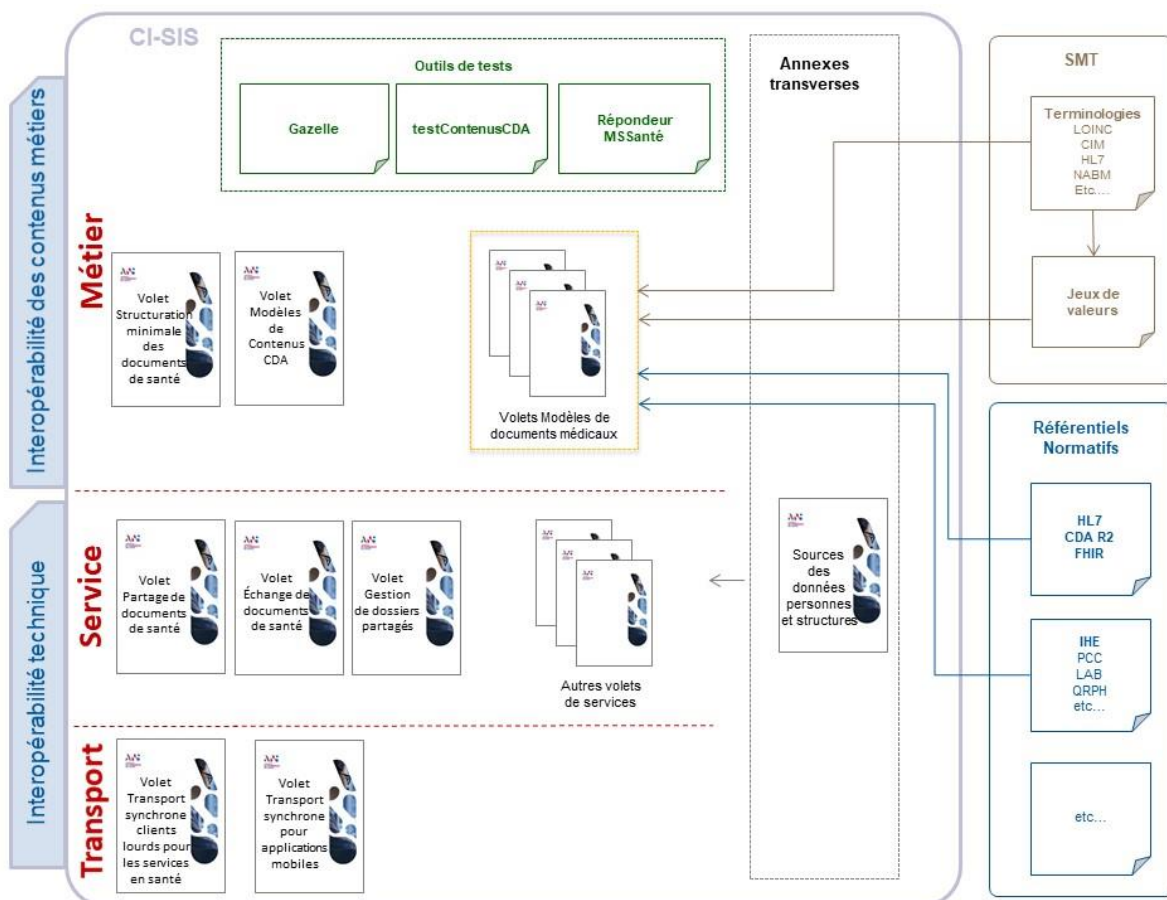 CI-SIS
Interopérabilité des contenus métiers
Interopérabilité technique
Métier
Service
Transport
Outils de tests
Gazelle
testContenusCDA
Répondeur
MSSanté
Annexes
transverses
Volet
Structuration
minimale
des
documents
de santé
Volet
Modèles
de
Contenus
CDA
Volets Modèles de
documents médicaux
Volet
Partage de
documents
de santé
Volet
Échange de
documents
de santé
Volet
Gestion
de dossiers
partagés
Autres volets
de services
Sources
des
données
personnes
et structures
Volet
Transport
synchrone
clients
lourds pour
les services
en santé
Volet
Transport
synchrone
pour
applications
mobiles
SMT
Terminologies
LOINC
CIM
HL7
NABM
Etc.…
Jeux de
valeurs
Référentiels
Normatifs
HL7
CDA R2
FHIR
IHE
PCC
LAB
QRPH
etc…
etc…